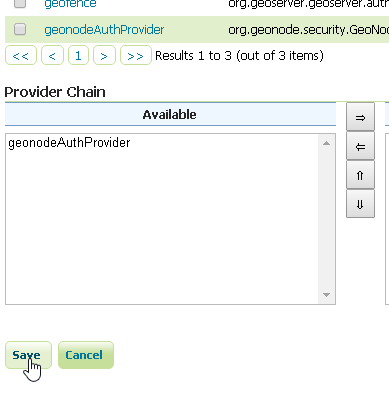 geofence org.geoserver.geoserver.auth
geonodeAuthProvider org.geonode.security.GeoNod
<< < 1 > >> Results 1 to 3 (out of 3 items)
Provider Chain
Available
⇒
geonodeAuthProvider
⇐
⇑
⇓
Save Cancel